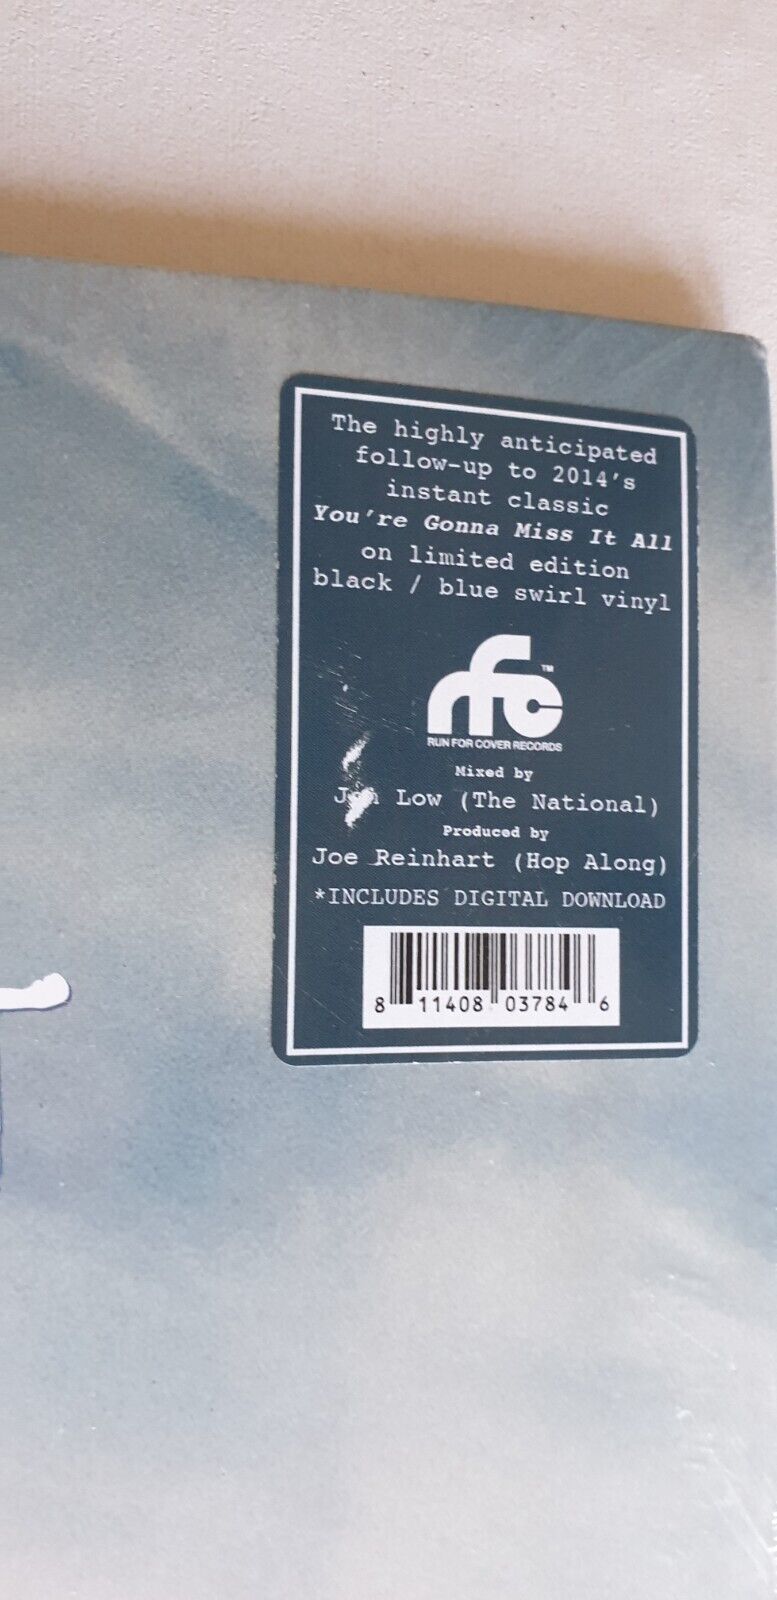 The highly anticipated
follow-up to 2014's
instant classic
You're Gonna Miss It All
on limited edition
black / blue swirl vinyl
rfc™
RUN FOR COVER RECORDS
Mixed by
Low (The National)
Produced by
Joe Reinhart (Hop Along)
*INCLUDES DIGITAL DOWNLOAD
8 11408 03784 6